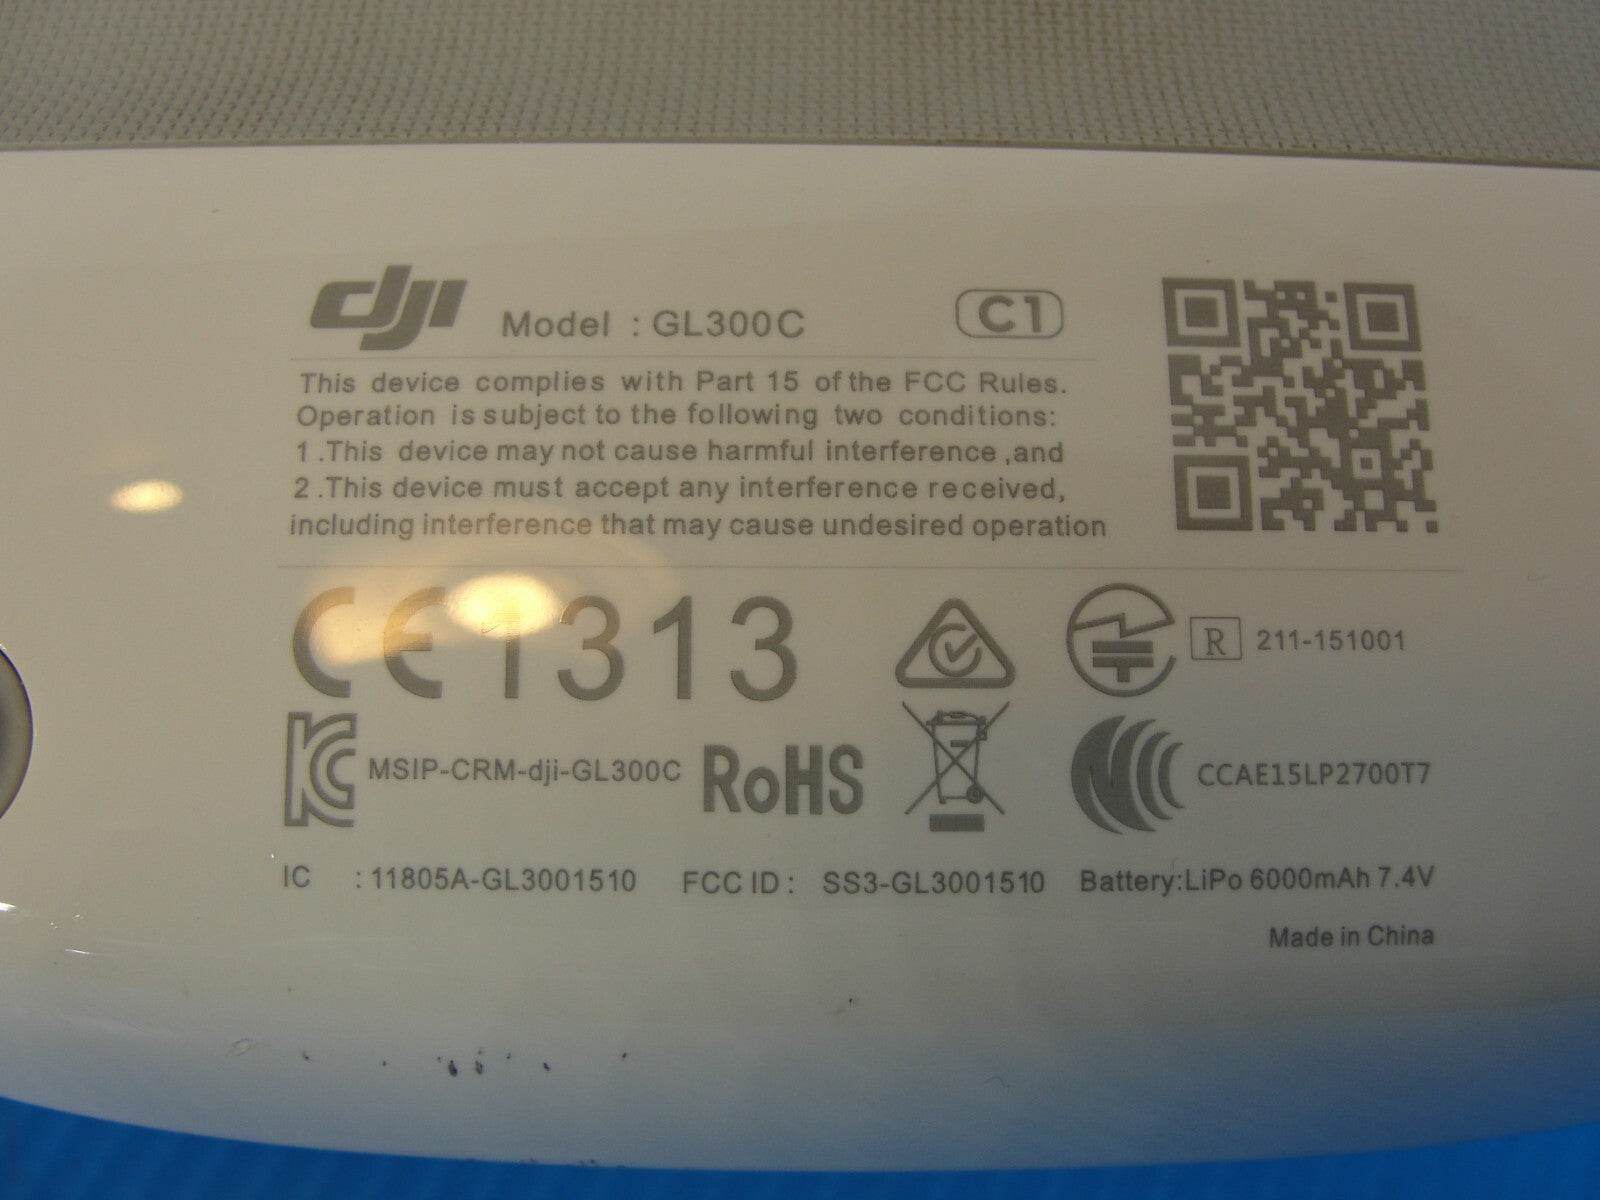 dji Model : GL300C C1
This device complies with Part 15 of the FCC Rules.
Operation is subject to the following two conditions:
1 .This device may not cause harmful interference ,and
2 .This device must accept any interference received,
including interference that may cause undesired operation
CE1313 R 211-151001
KC MSIP-CRM-dji-GL300C RoHS CCAE15LP2700T7
IC : 11805A-GL3001510 FCC ID : SS3-GL3001510 Battery:LiPo 6000mAh 7.4V
Made in China